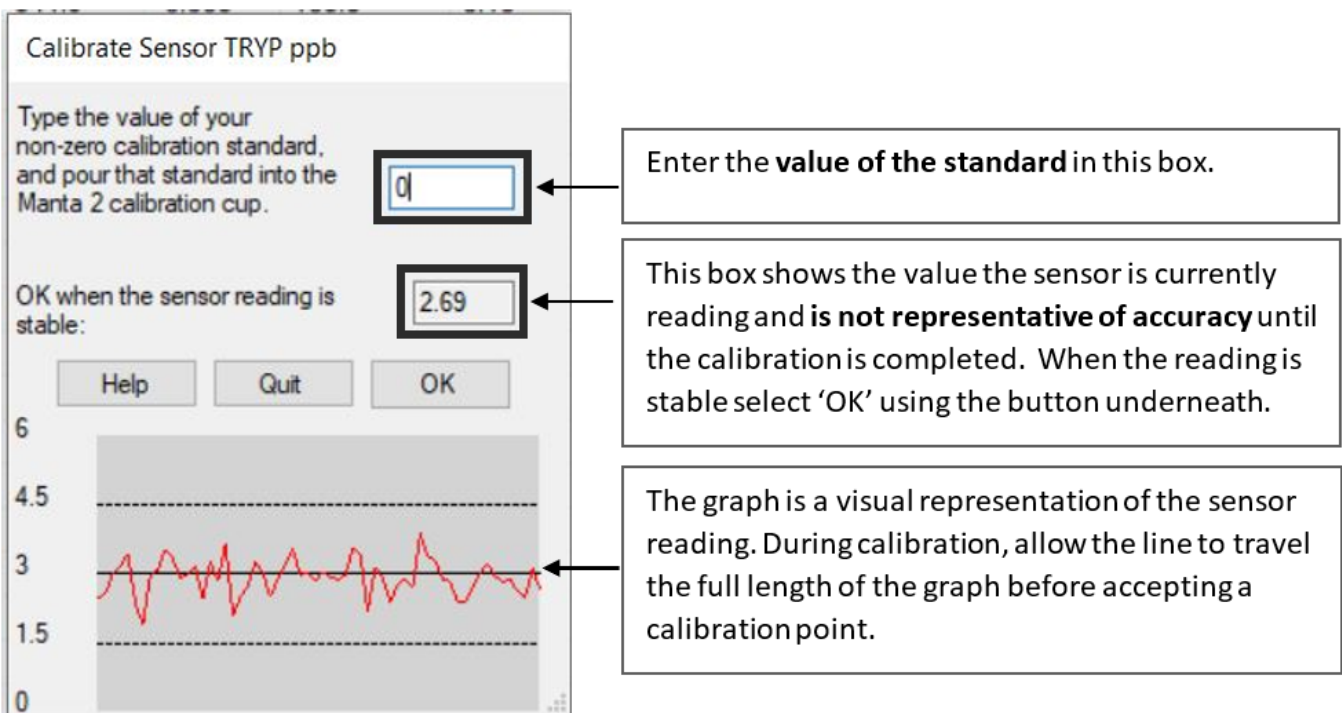 Calibrate Sensor TRYP ppb
Type the value of your
non-zero calibration standard,
and pour that standard into the
Manta 2 calibration cup.
0
Enter the value of the standard in this box.
OK when the sensor reading is
stable:
2.69
This box shows the value the sensor is currently
reading and is not representative of accuracy until
the calibration is completed. When the reading is
stable select ‘OK’ using the button underneath.
Help Quit OK
6
4.5
3
1.5
0
The graph is a visual representation of the sensor
reading. During calibration, allow the line to travel
the full length of the graph before accepting a
calibration point.